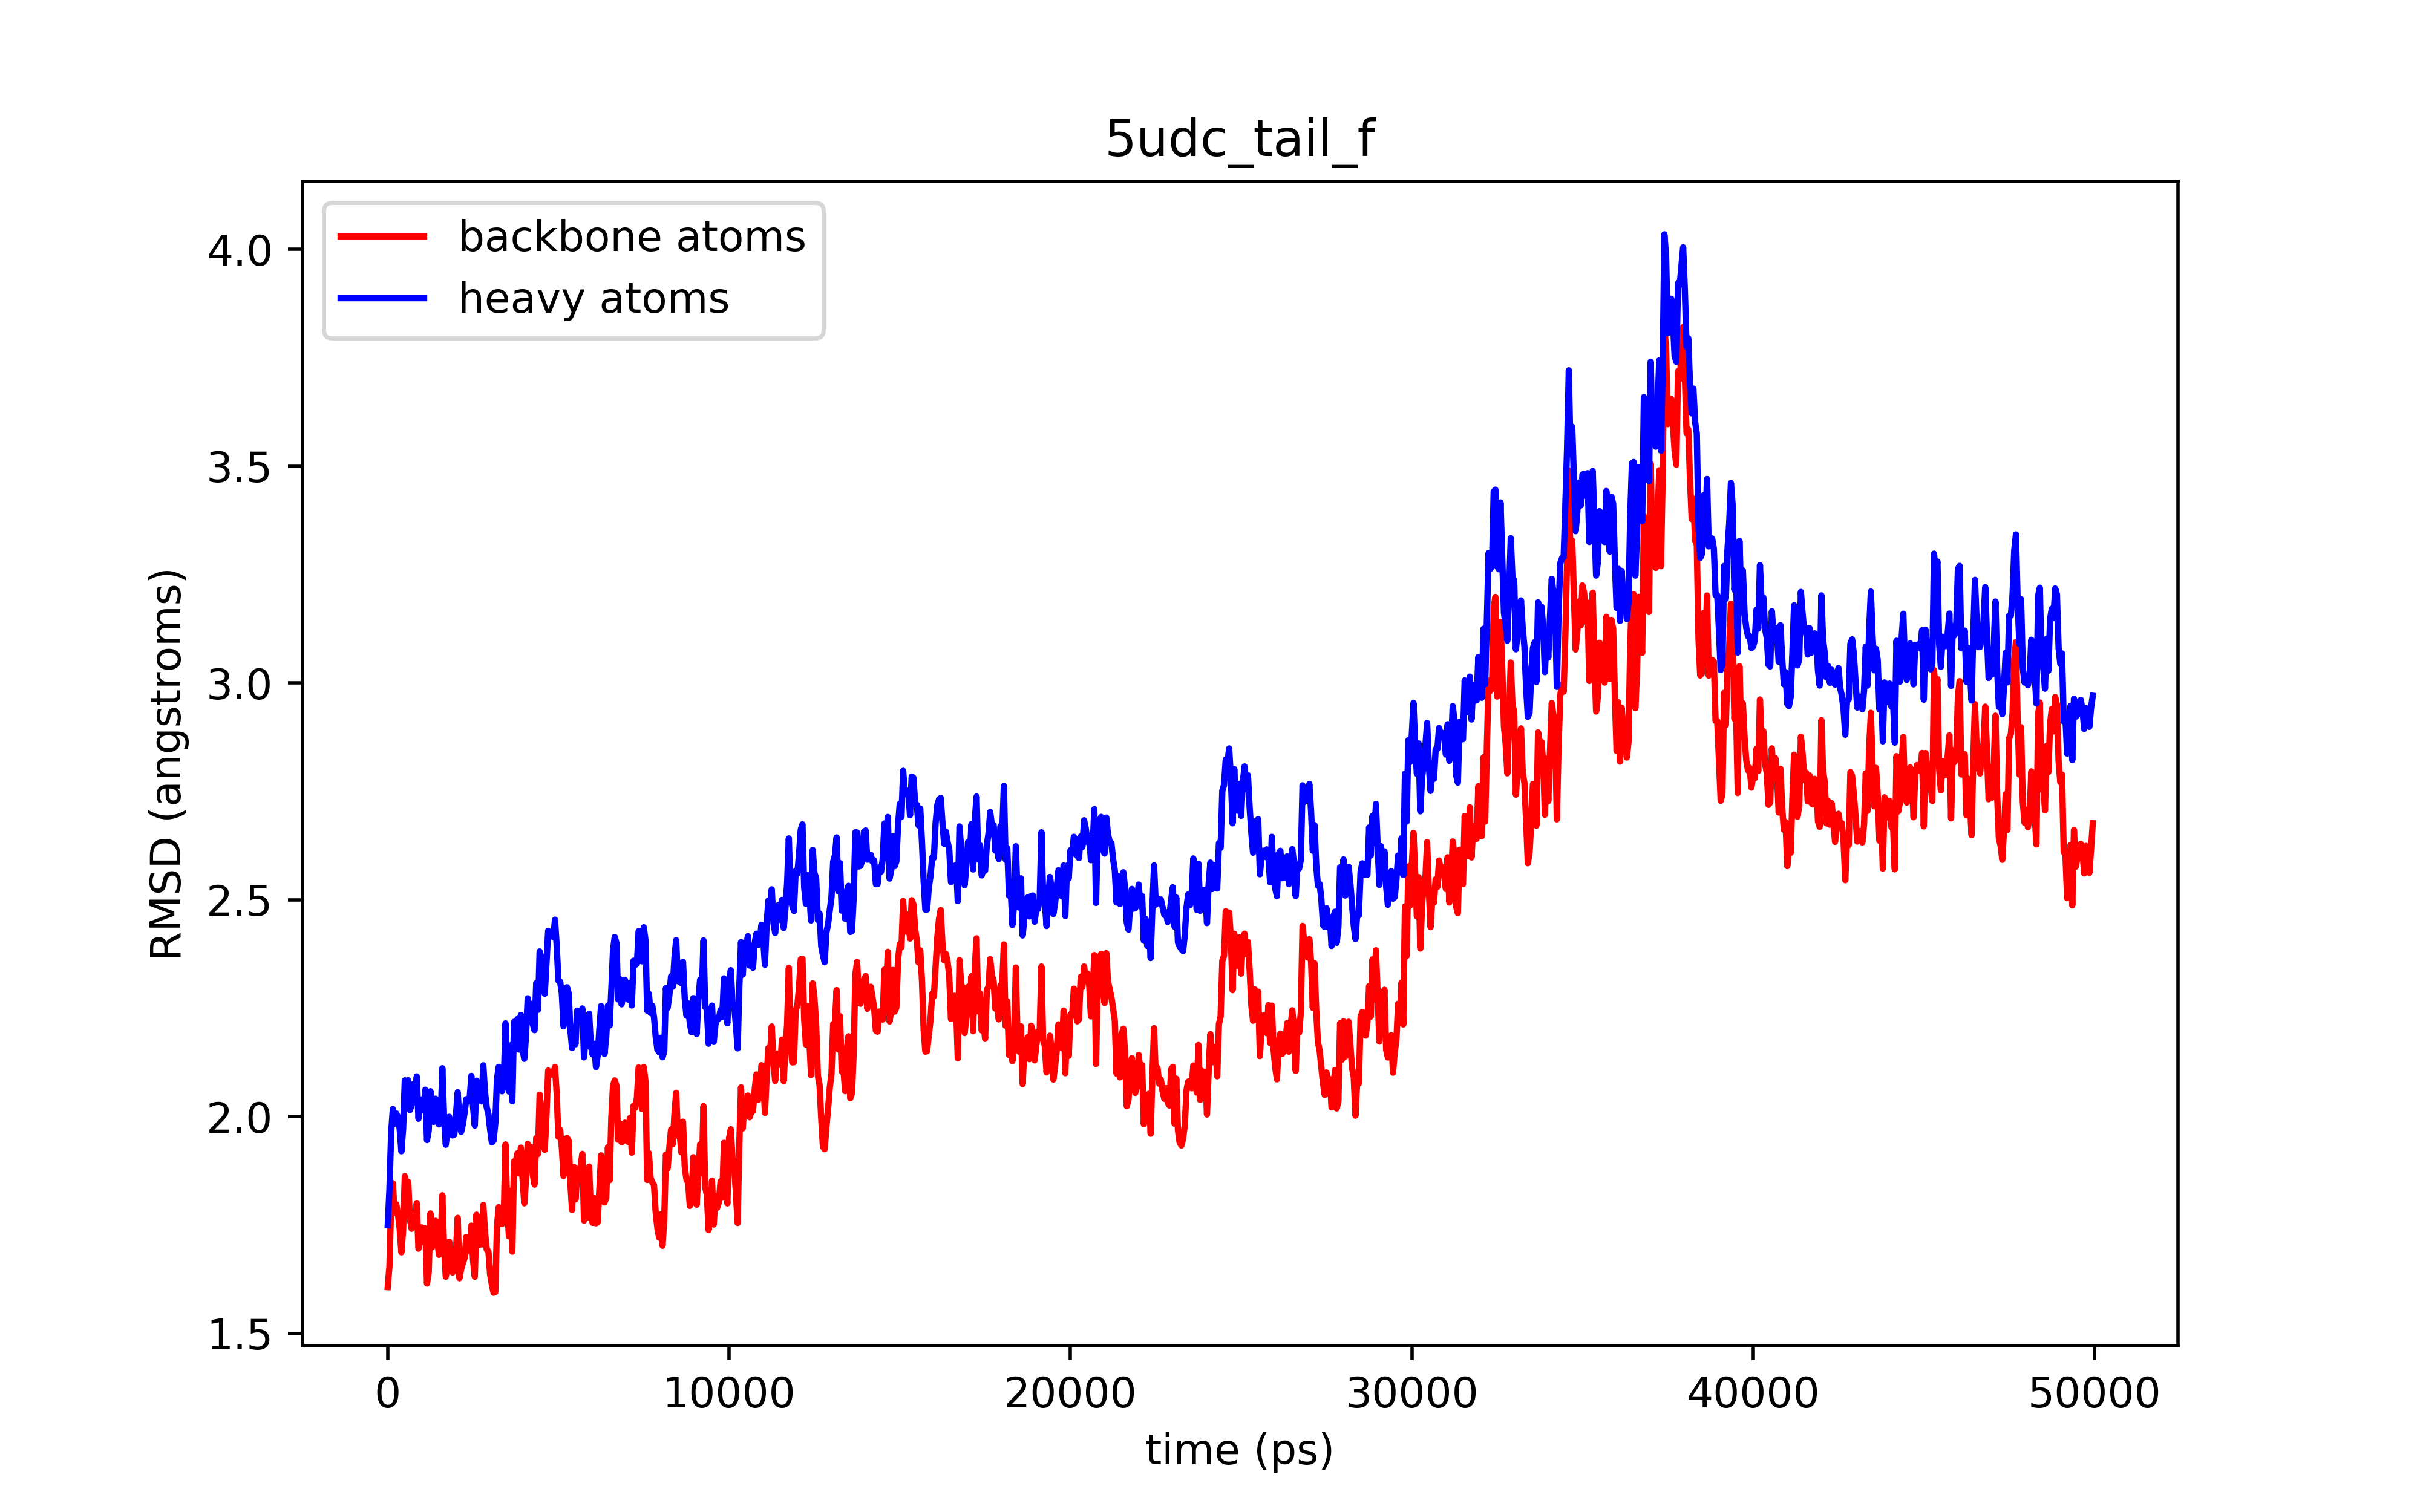 5udc_tail_f
backbone atoms
heavy atoms
RMSD (angstroms)
4.0
3.5
3.0
2.5
2.0
1.5
0 10000 20000 30000 40000 50000
time (ps)